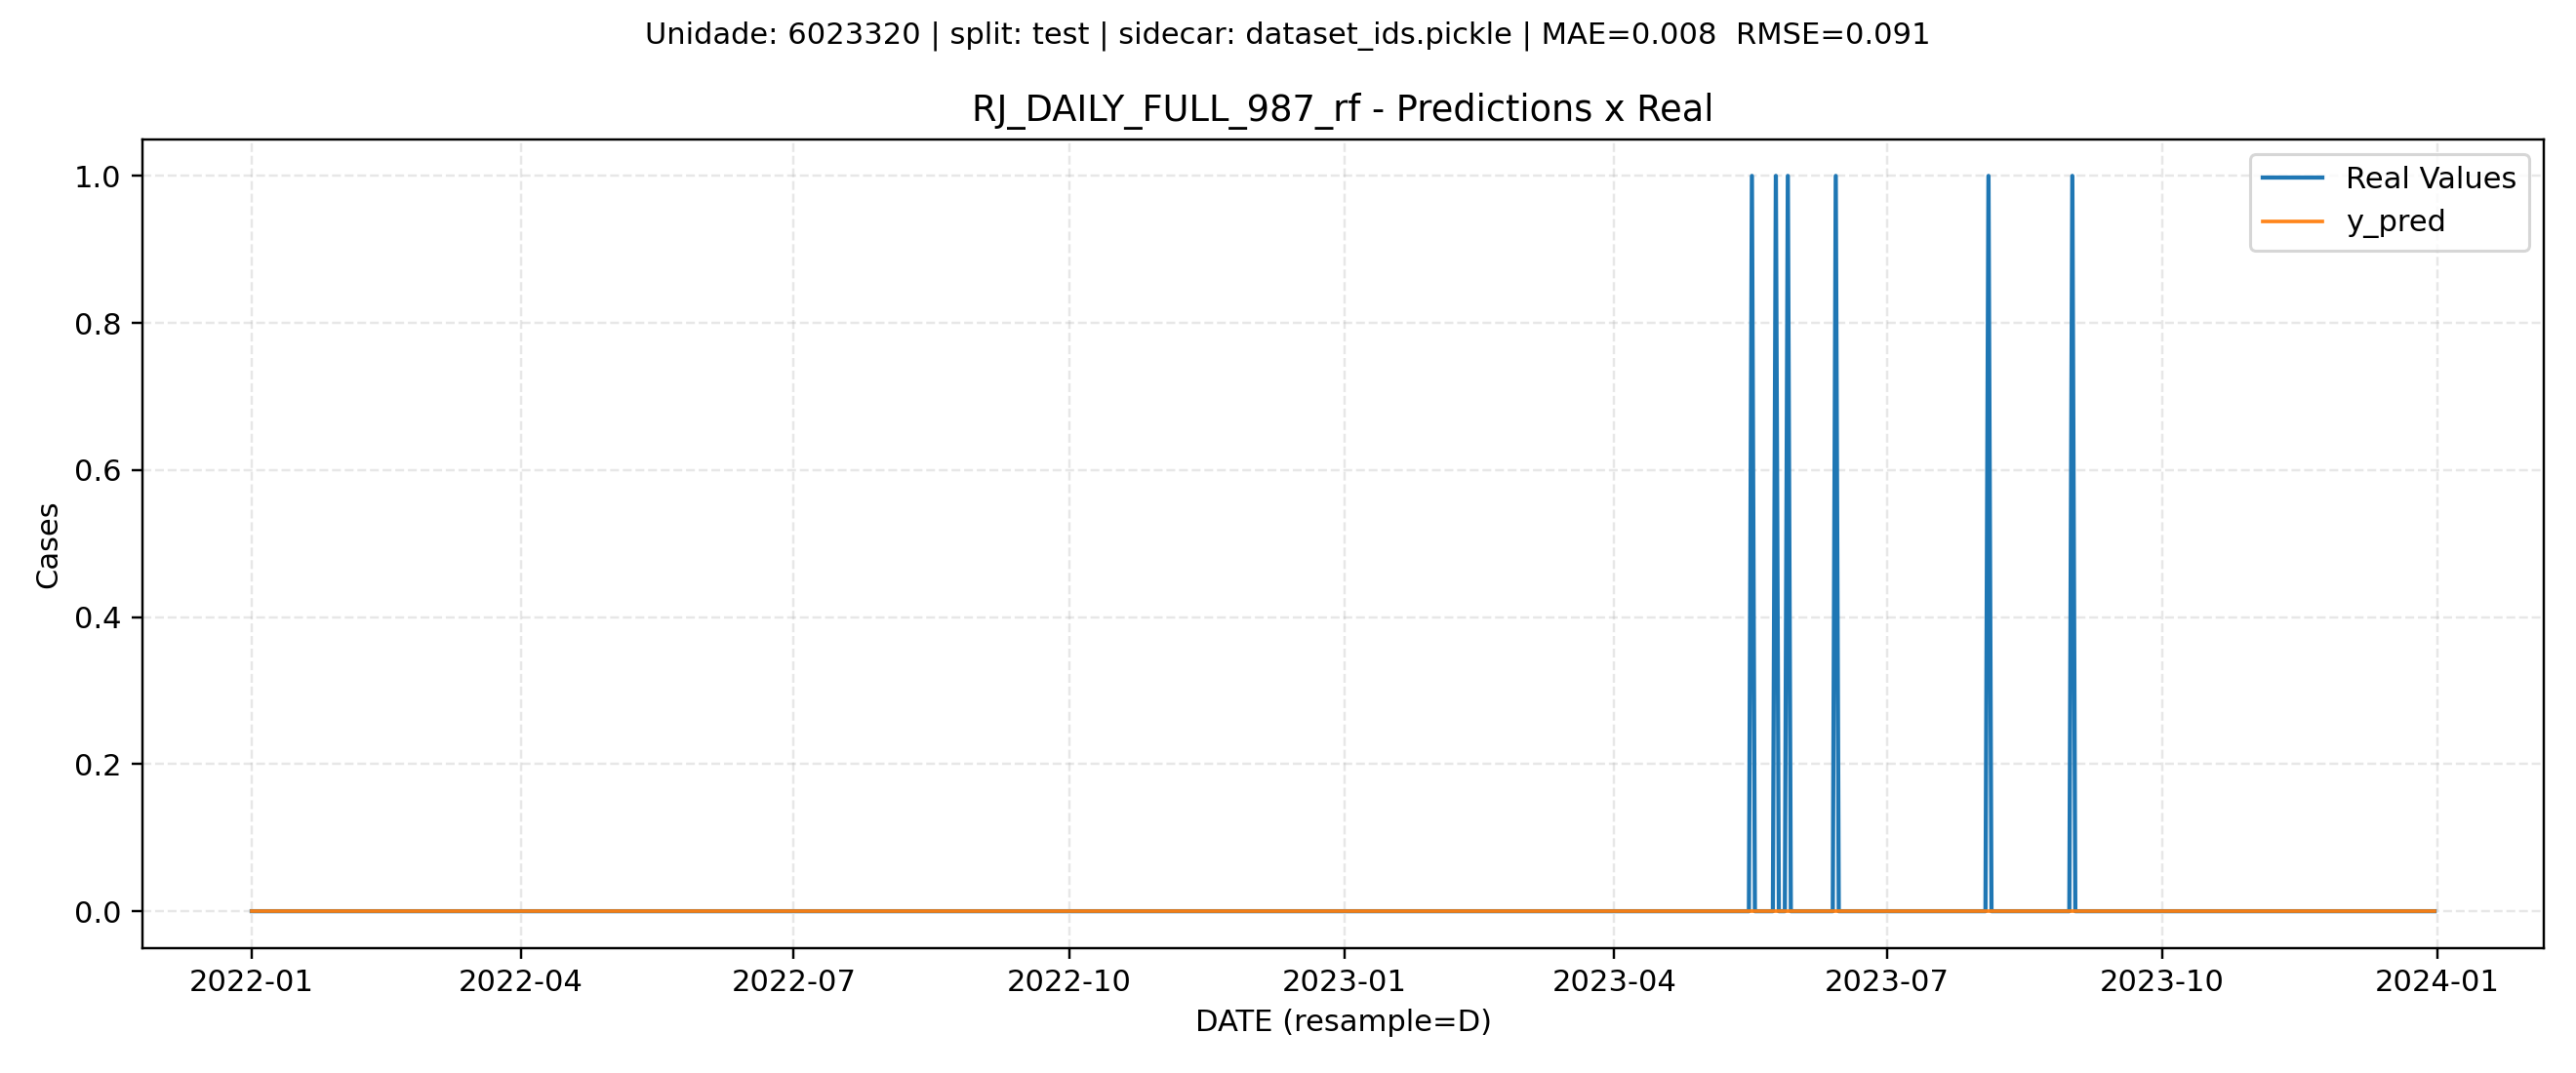 Unidade: 6023320 | split: test | sidecar: dataset_ids.pickle | MAE=0.008  RMSE=0.091
RJ_DAILY_FULL_987_rf - Predictions x Real
Real Values
y_pred
1.0
0.8
0.6
0.4
0.2
0.0
Cases
2022-01 2022-04 2022-07 2022-10 2023-01 2023-04 2023-07 2023-10 2024-01
DATE (resample=D)